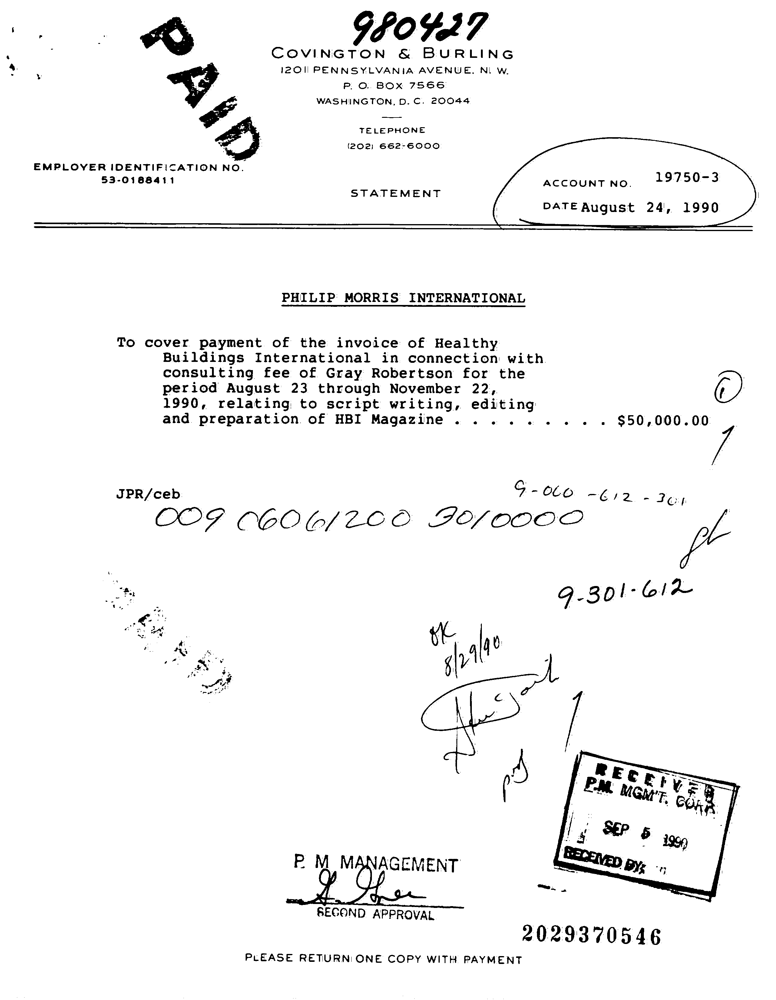 980427
PAID
COVINGTON & BURLING
1201 PENNSYLVANIA AVENUE, N. W.
P. O. BOX 7566
WASHINGTON, D. C. 20044
TELEPHONE
(202) 662-6000
EMPLOYER IDENTIFICATION NO.
53-0188411
STATEMENT
ACCOUNT NO. 19750-3
DATE August 24, 1990
PHILIP MORRIS INTERNATIONAL
To cover payment of the invoice of Healthy
Buildings International in connection with
consulting fee of Gray Robertson for the
period August 23 through November 22,
1990, relating to script writing, editing
and preparation of HBI Magazine . . . . . . . . . $50,000.00
1
JPR/ceb
9-060-612-301
009 06061200 3010000
9-301-612
PAID
OK
8/29/90
RECEIVED
P.M. MGM'T. CORP.
SEP 5 1990
RECEIVED BY:
P. M. MANAGEMENT
SECOND APPROVAL
2029370546
PLEASE RETURN ONE COPY WITH PAYMENT